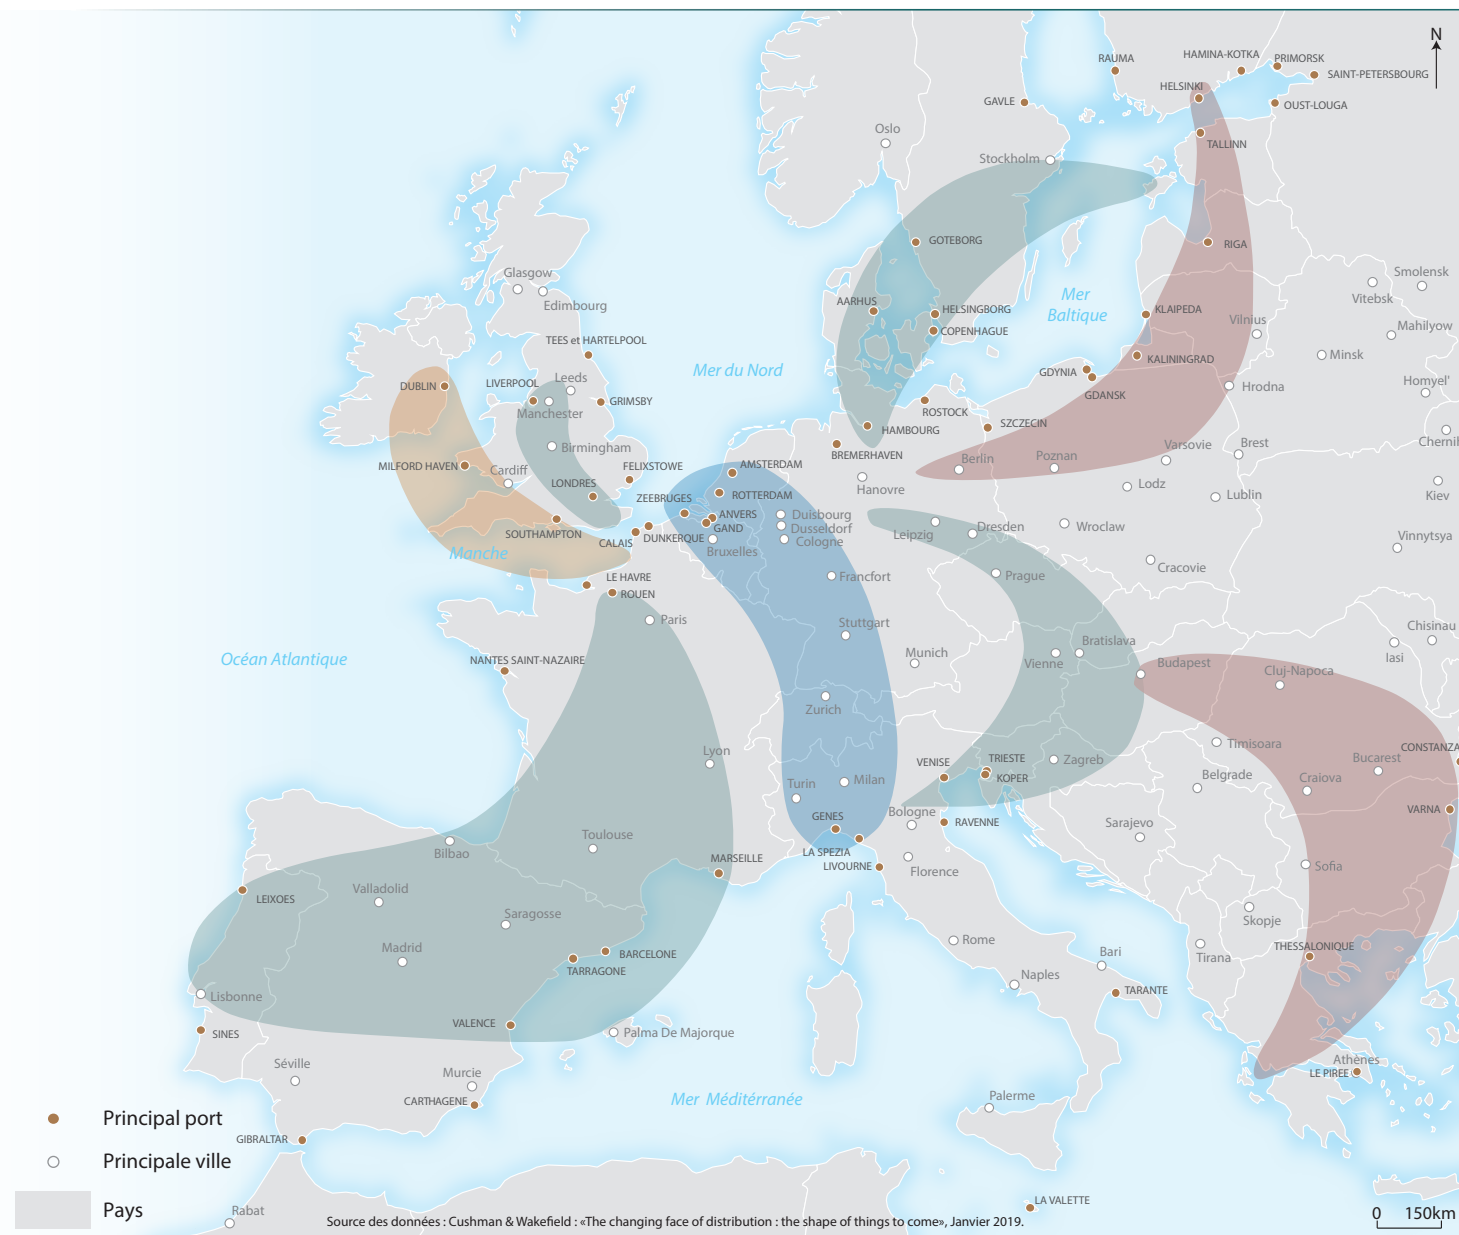 N
RAUMA
HAMINA-KOTKA
PRIMORSK
SAINT-PETERSBOURG
HELSINKI
GAVLE
OUST-LOUGA
Oslo
TALLINN
Stockholm
GOTEBORG
RIGA
Glasgow
Edimbourg
Smolensk
Vitebsk
Mer
Baltique
AARHUS
HELSINGBORG
COPENHAGUE
KLAIPEDA
Vilnius
Mahilyow
TEES et HARTELPOOL
Minsk
KALININGRAD
Mer du Nord
GDYNIA
GDANSK
Hrodna
Homyel'
DUBLIN
LIVERPOOL
Leeds
Manchester
GRIMSBY
ROSTOCK
SZCZECIN
HAMBOURG
BREMERHAVEN
Birmingham
Varsovie
Brest
MILFORD HAVEN
Cardiff
FELIXSTOWE
AMSTERDAM
Berlin
Poznan
LONDRES
ZEEBRUGES
ROTTERDAM
Hanovre
Lodz
Lublin
Kiev
ANVERS
GAND
Duisbourg
Dusseldorf
Cologne
SOUTHAMPTON
CALAIS
DUNKERQUE
Bruxelles
Leipzig
Dresden
Wroclaw
Vinnytsya
Manche
Cracovie
LE HAVRE
ROUEN
Francfort
Prague
Paris
Stuttgart
Chisinau
Iasi
Océan Atlantique
NANTES SAINT-NAZAIRE
Munich
Vienne
Bratislava
Budapest
Cluj-Napoca
Zurich
Lyon
Timisoara
CONSTANZA
VENISE
TRIESTE
KOPER
Zagreb
Bucarest
Turin
Milan
Belgrade
Craiova
GENES
Bologne
RAVENNE
Sarajevo
VARNA
Bilbao
Toulouse
LA SPEZIA
LIVOURNE
MARSEILLE
Florence
Sofia
LEIXOES
Valladolid
Saragosse
Skopje
Madrid
BARCELONE
TARRAGONE
Rome
Bari
Tirana
THESSALONIQUE
Lisbonne
Naples
TARANTE
SINES
VALENCE
Palma De Majorque
Séville
Murcie
Athènes
LE PIREE
CARTHAGENE
Mer Méditérranée
Palerme
Principal port
GIBRALTAR
Principale ville
Pays
Rabat
LA VALETTE
Source des données : Cushman & Wakefield : «The changing face of distribution : the shape of things to come», Janvier 2019.
0 150km